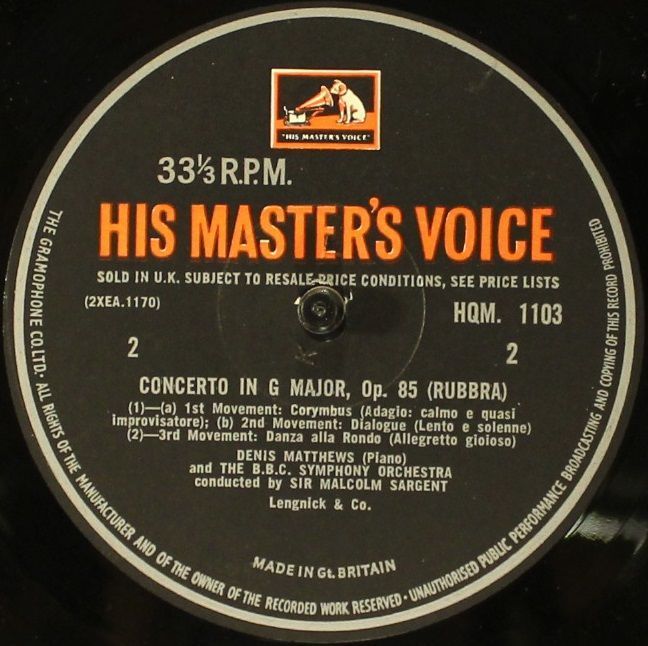 "HIS MASTER'S VOICE"
33⅓ R.P.M.
HIS MASTER'S VOICE
SOLD IN U.K. SUBJECT TO RESALE PRICE CONDITIONS, SEE PRICE LISTS
(2XEA.1170)
HQM. 1103
2
2
K
CONCERTO IN G MAJOR, Op. 85 (RUBBRA)
(1)—(a) 1st Movement: Corymbus (Adagio: calmo e quasi
improvisatore); (b) 2nd Movement: Dialogue (Lento e solenne)
(2)—3rd Movement: Danza alla Rondo (Allegretto gioioso)
DENIS MATTHEWS (Piano)
and THE B.B.C. SYMPHONY ORCHESTRA
conducted by SIR MALCOLM SARGENT
Lengnick & Co.
MADE IN Gt. BRITAIN
THE GRAMOPHONE CO. LTD. · ALL RIGHTS OF THE MANUFACTURER AND OF THE OWNER OF THE RECORDED WORK RESERVED · UNAUTHORISED PUBLIC PERFORMANCE BROADCASTING AND COPYING OF THIS RECORD PROHIBITED